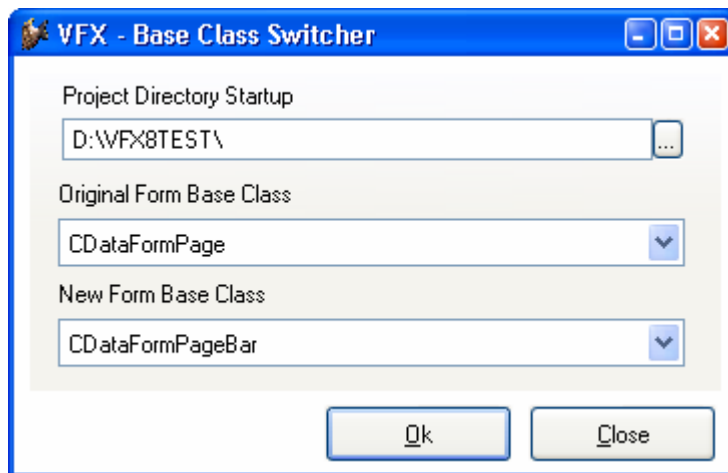 VFX - Base Class Switcher
Project Directory Startup
D:\VFX8TEST\
...
Original Form Base Class
CDataFormPage
New Form Base Class
CDataFormPageBar
Ok Close